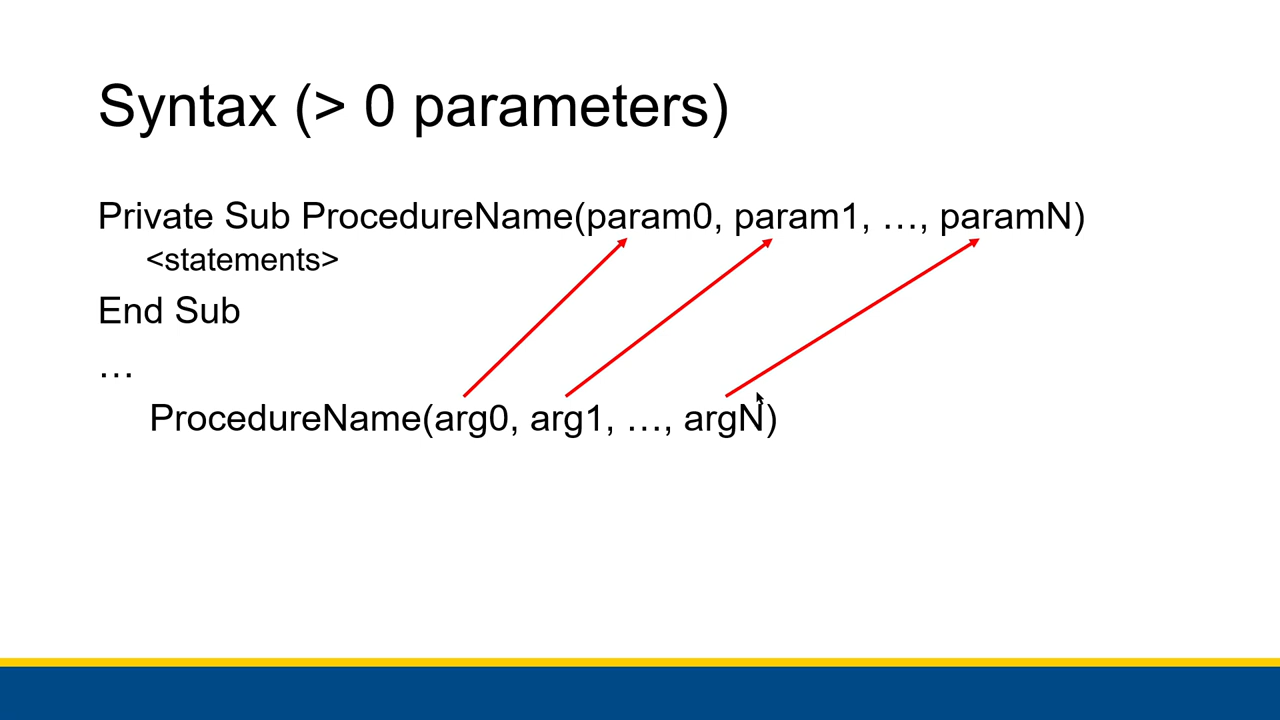 Syntax (> 0 parameters)
Private Sub ProcedureName(param0, param1, …, paramN)
<statements>
End Sub
…
ProcedureName(arg0, arg1, …, argN)